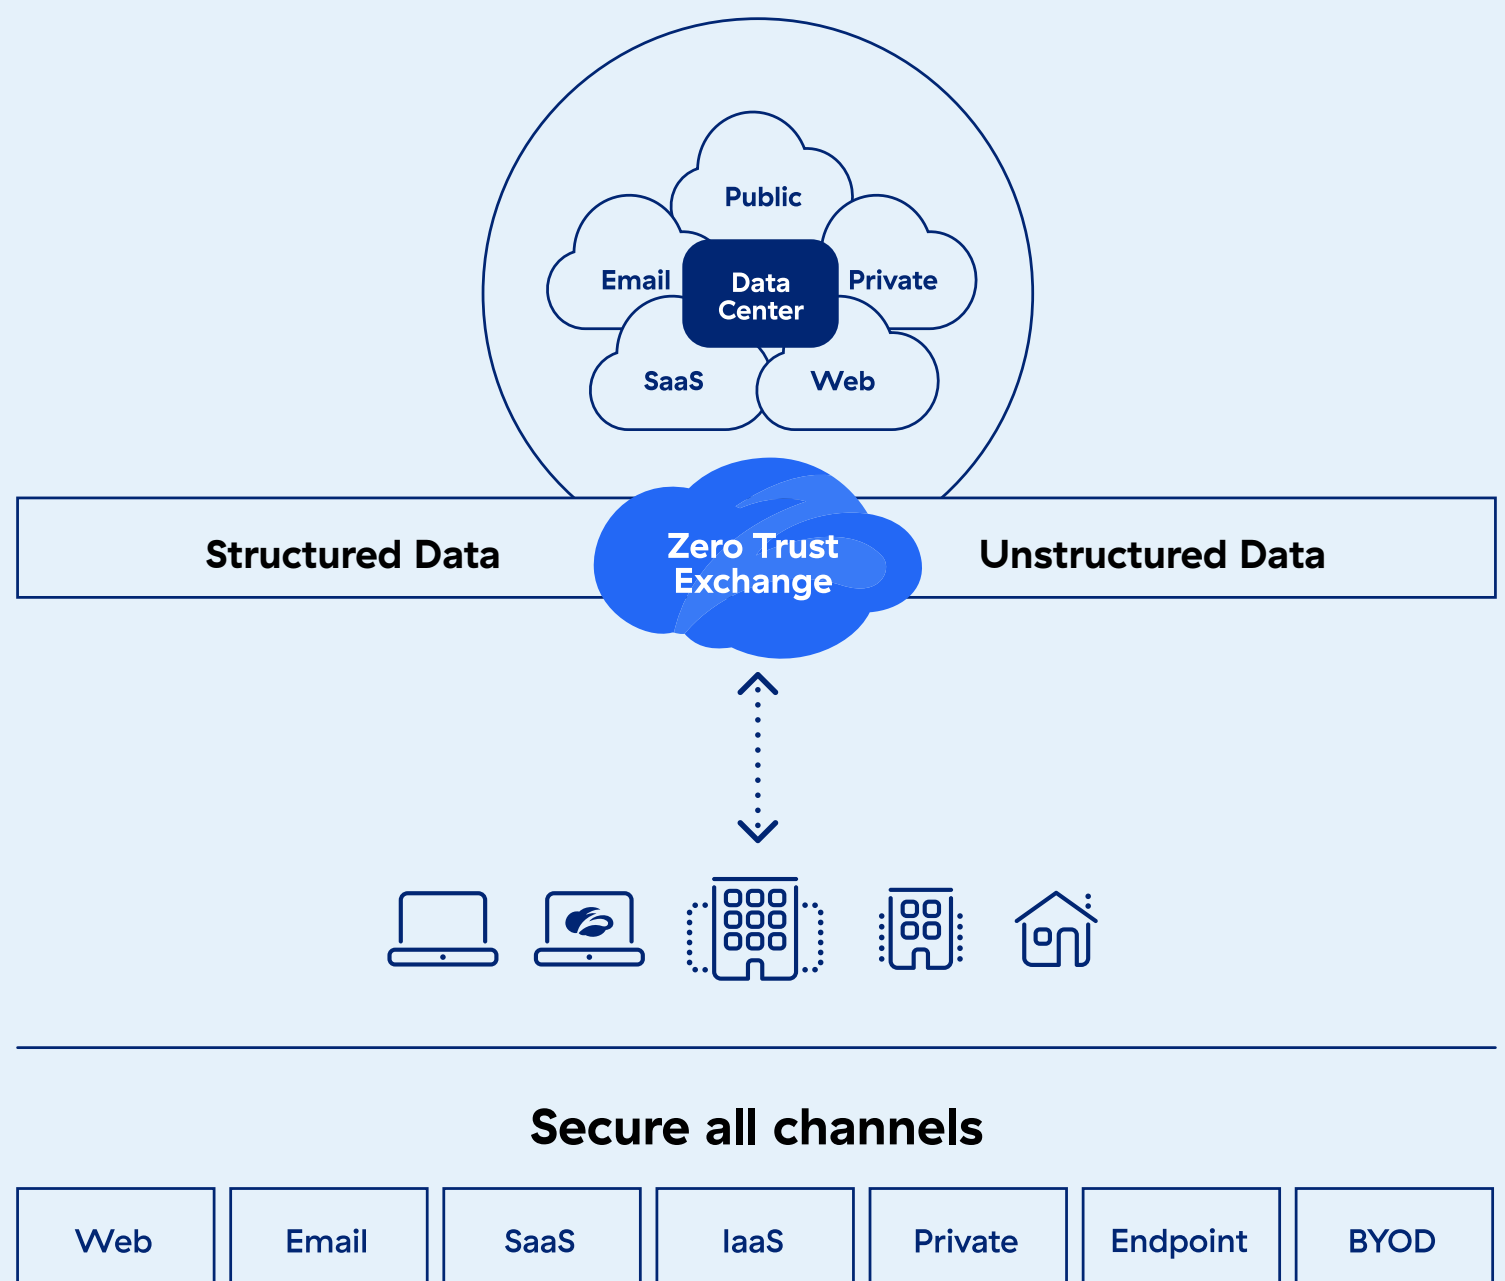 Public
Email
Data
Center
Private
SaaS
Web
Structured Data
Zero Trust
Exchange
Unstructured Data
Secure all channels
Web
Email
SaaS
IaaS
Private
Endpoint
BYOD